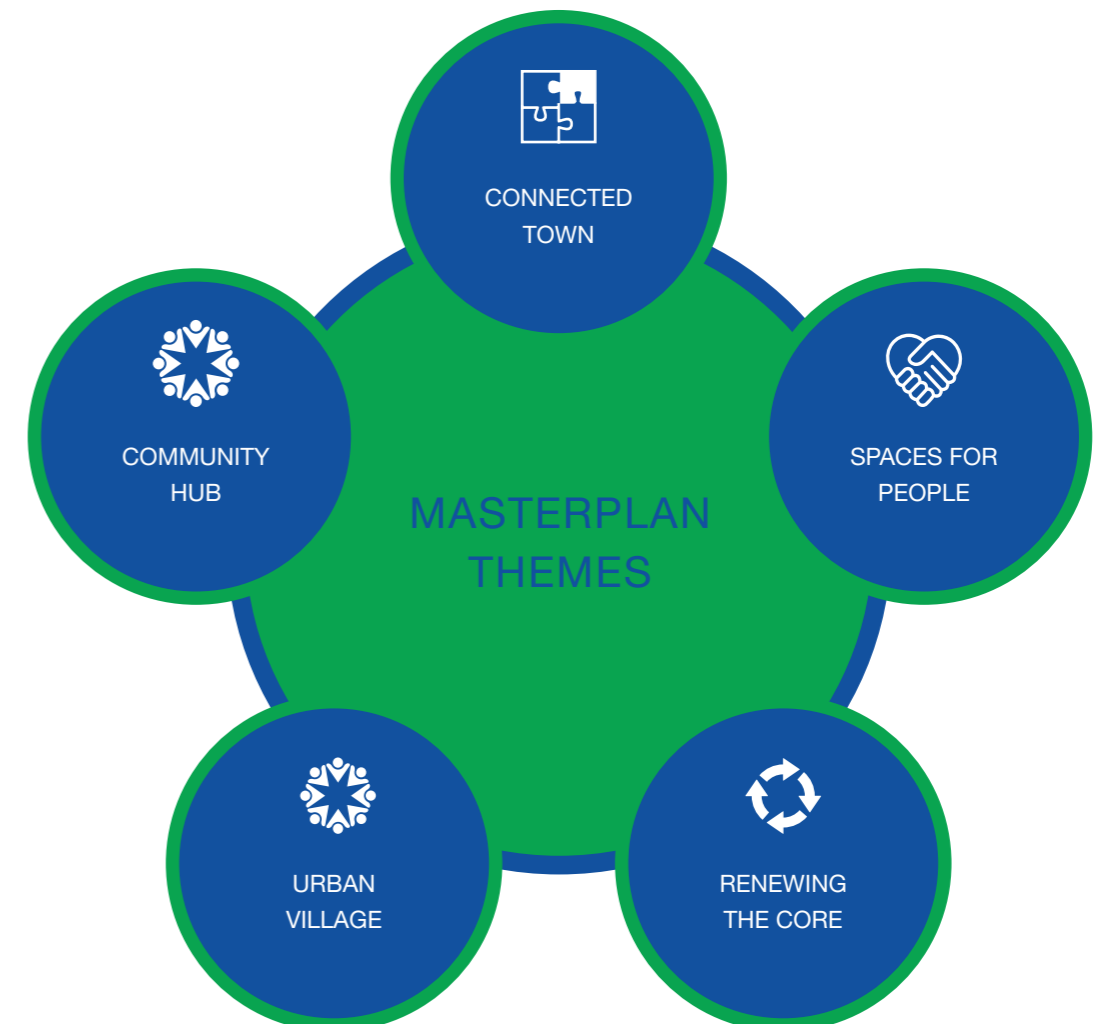 CONNECTED
TOWN
COMMUNITY
HUB
SPACES FOR
PEOPLE
MASTERPLAN
THEMES
URBAN
VILLAGE
RENEWING
THE CORE